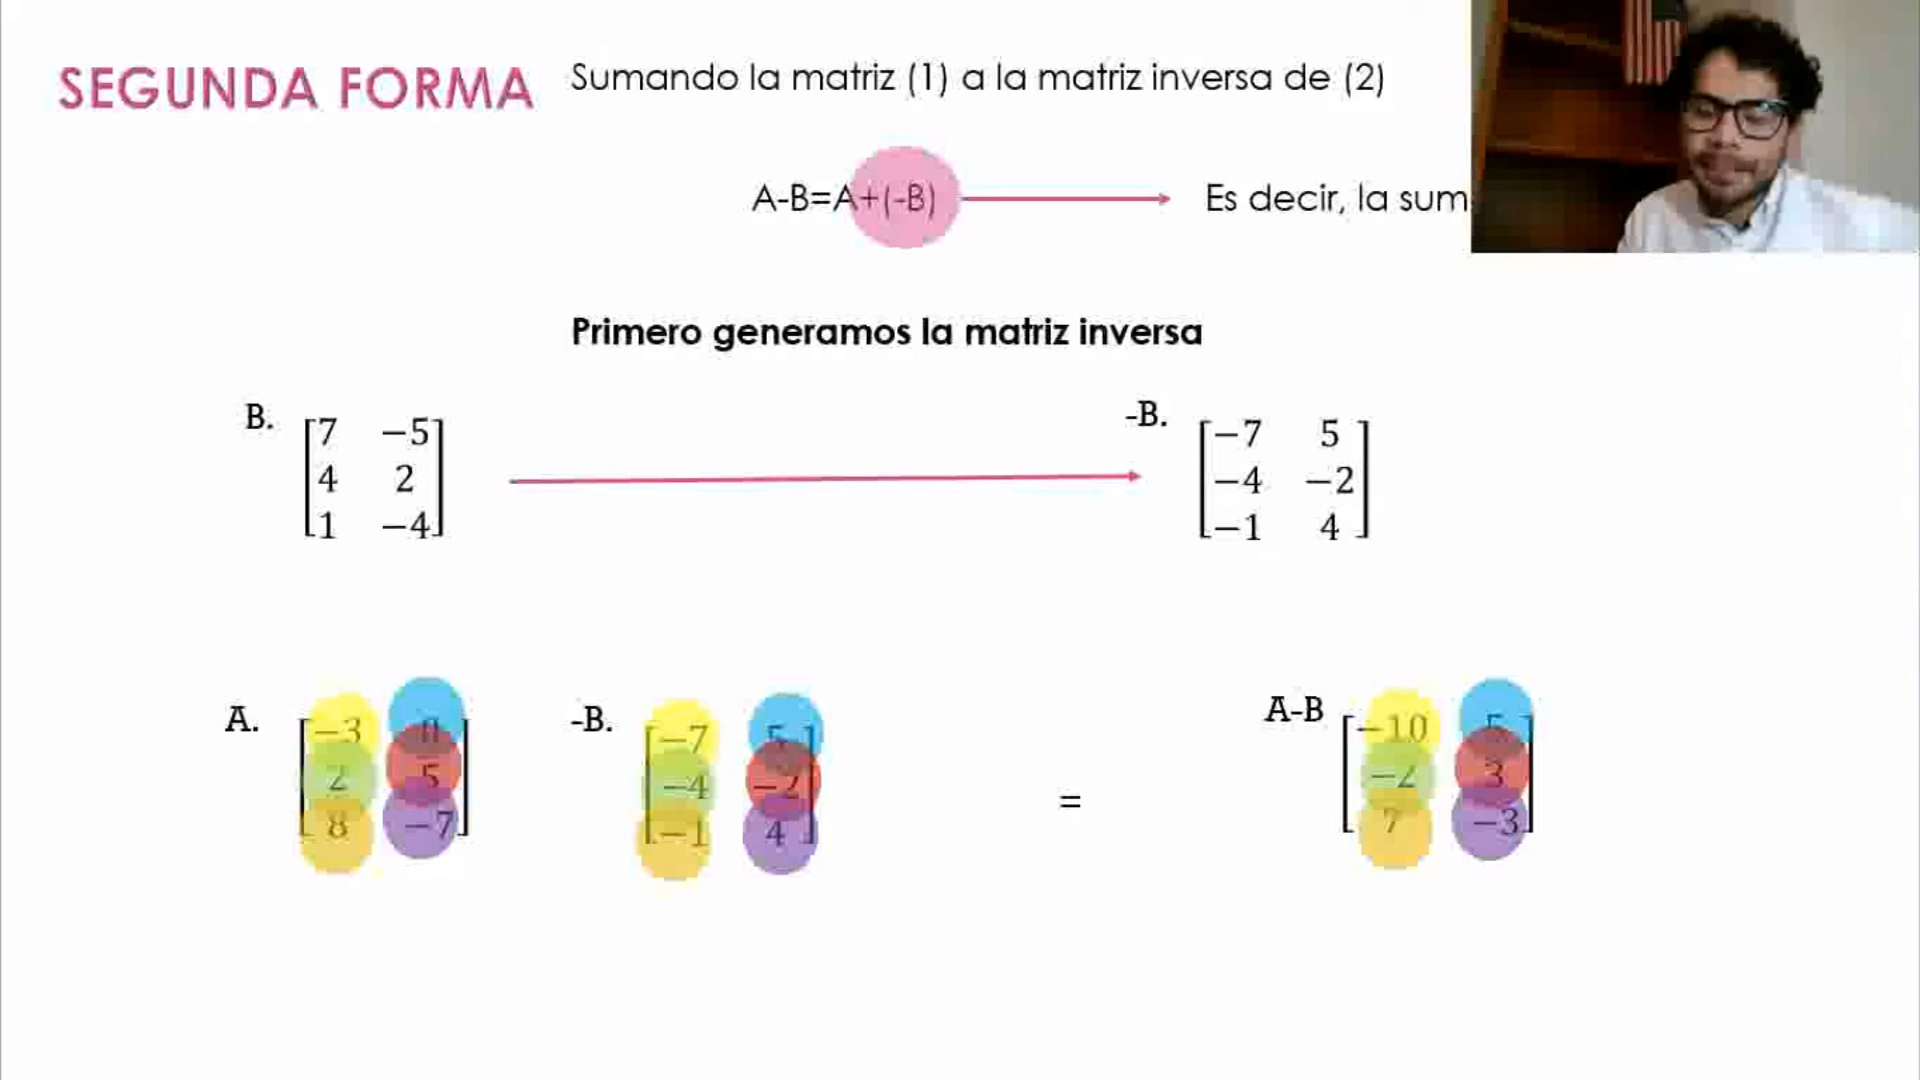 SEGUNDA FORMA
Sumando la matriz (1) a la matriz inversa de (2)
A-B=A+(-B)
Es decir, la sum
Primero generamos la matriz inversa
B.
7 −5
4 2
1 −4
-B.
−7 5
−4 −2
−1 4
A.
−3 0
2 5
8 −7
-B.
−7 5
−4 −2
−1 4
=
A-B
−10 5
−2 3
7 −3